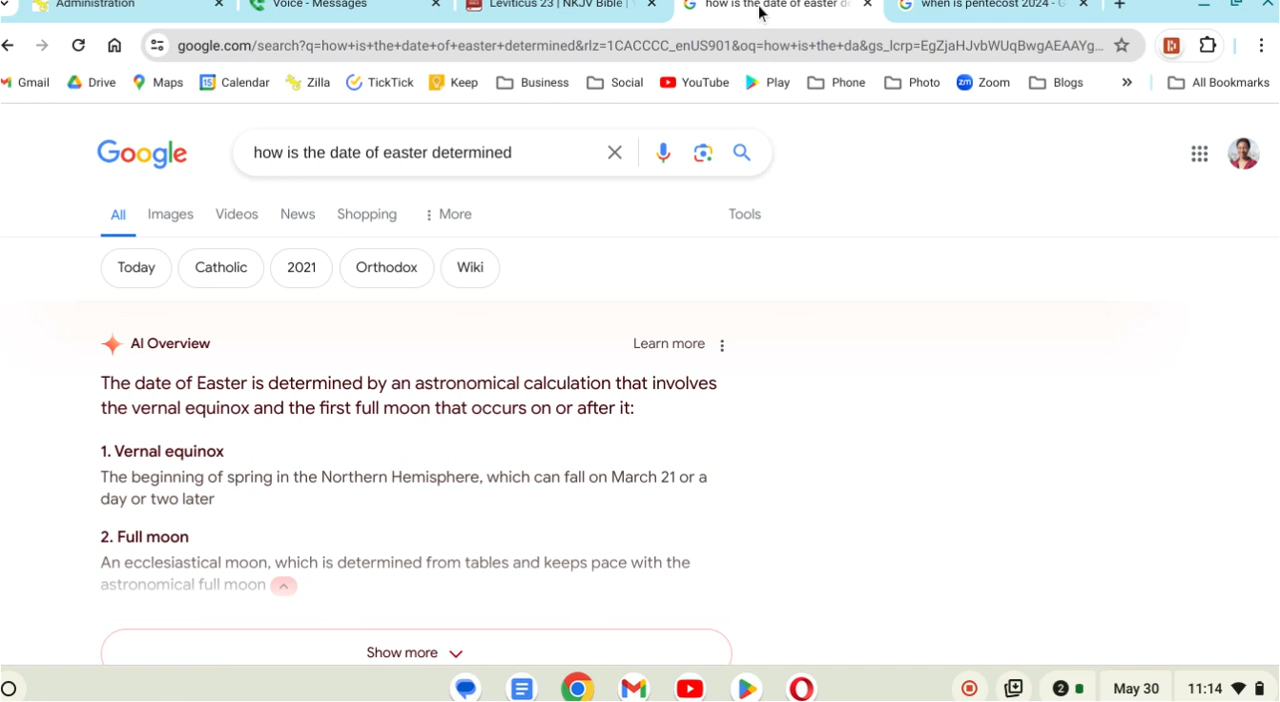 Administration
Voice - Messages
Leviticus 23 | NKJV Bible |
how is the date of easter de
when is pentecost 2024 - G
google.com/search?q=how+is+the+date+of+easter+determined&rlz=1CACCCC_enUS901&oq=how+is+the+da&gs_lcrp=EgZjaHJvbWUqBwgAEAAYg...
Gmail Drive Maps Calendar Zilla TickTick Keep Business Social YouTube Play Phone Photo Zoom Blogs » All Bookmarks
Google
how is the date of easter determined
All Images Videos News Shopping More Tools
Today Catholic 2021 Orthodox Wiki
AI Overview Learn more
The date of Easter is determined by an astronomical calculation that involves
the vernal equinox and the first full moon that occurs on or after it:
1. Vernal equinox
The beginning of spring in the Northern Hemisphere, which can fall on March 21 or a
day or two later
2. Full moon
An ecclesiastical moon, which is determined from tables and keeps pace with the
astronomical full moon
Show more
2 May 30 11:14